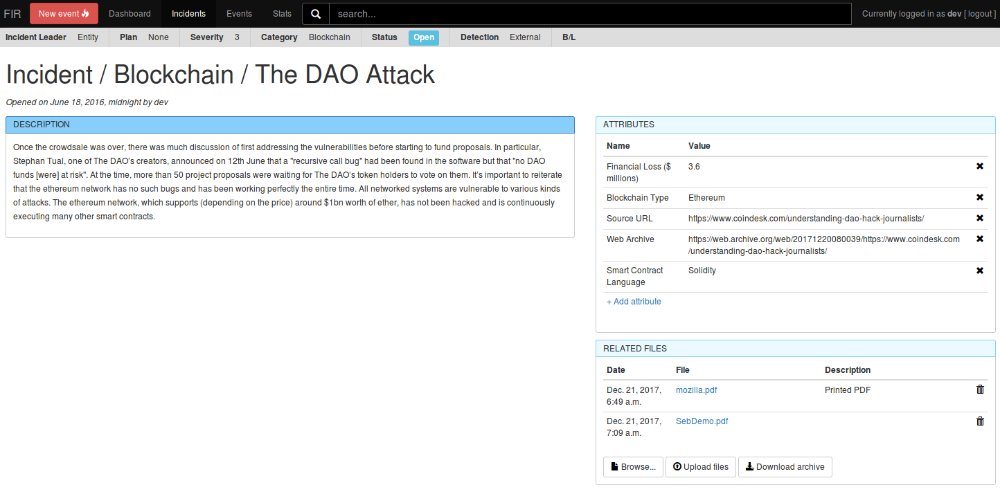 FIR New event Dashboard Incidents Events Stats search... Currently logged in as dev [ logout ]
Incident Leader Entity Plan None Severity 3 Category Blockchain Status Open Detection External B/L
Incident / Blockchain / The DAO Attack
Opened on June 18, 2016, midnight by dev
DESCRIPTION
Once the crowdsale was over, there was much discussion of first addressing the vulnerabilities before starting to fund proposals. In particular,
Stephan Tual, one of The DAO's creators, announced on 12th June that a "recursive call bug" had been found in the software but that "no DAO
funds [were] at risk". At the time, more than 50 project proposals were waiting for The DAO's token holders to vote on them. It's important to reiterate
that the ethereum network has no such bugs and has been working perfectly the entire time. All networked systems are vulnerable to various kinds
of attacks. The ethereum network, which supports (depending on the price) around $1bn worth of ether, has not been hacked and is continuously
executing many other smart contracts.
ATTRIBUTES
Name Value
Financial Loss ($ 3.6
millions)
Blockchain Type Ethereum
Source URL https://www.coindesk.com/understanding-dao-hack-journalists/
Web Archive https://web.archive.org/web/20171220080039/https://www.coindesk.com
/understanding-dao-hack-journalists/
Smart Contract Solidity
Language
+ Add attribute
RELATED FILES
Date File Description
Dec. 21, 2017, mozilla.pdf Printed PDF
6:49 a.m.
Dec. 21, 2017, SebDemo.pdf
7:09 a.m.
Browse... Upload files Download archive